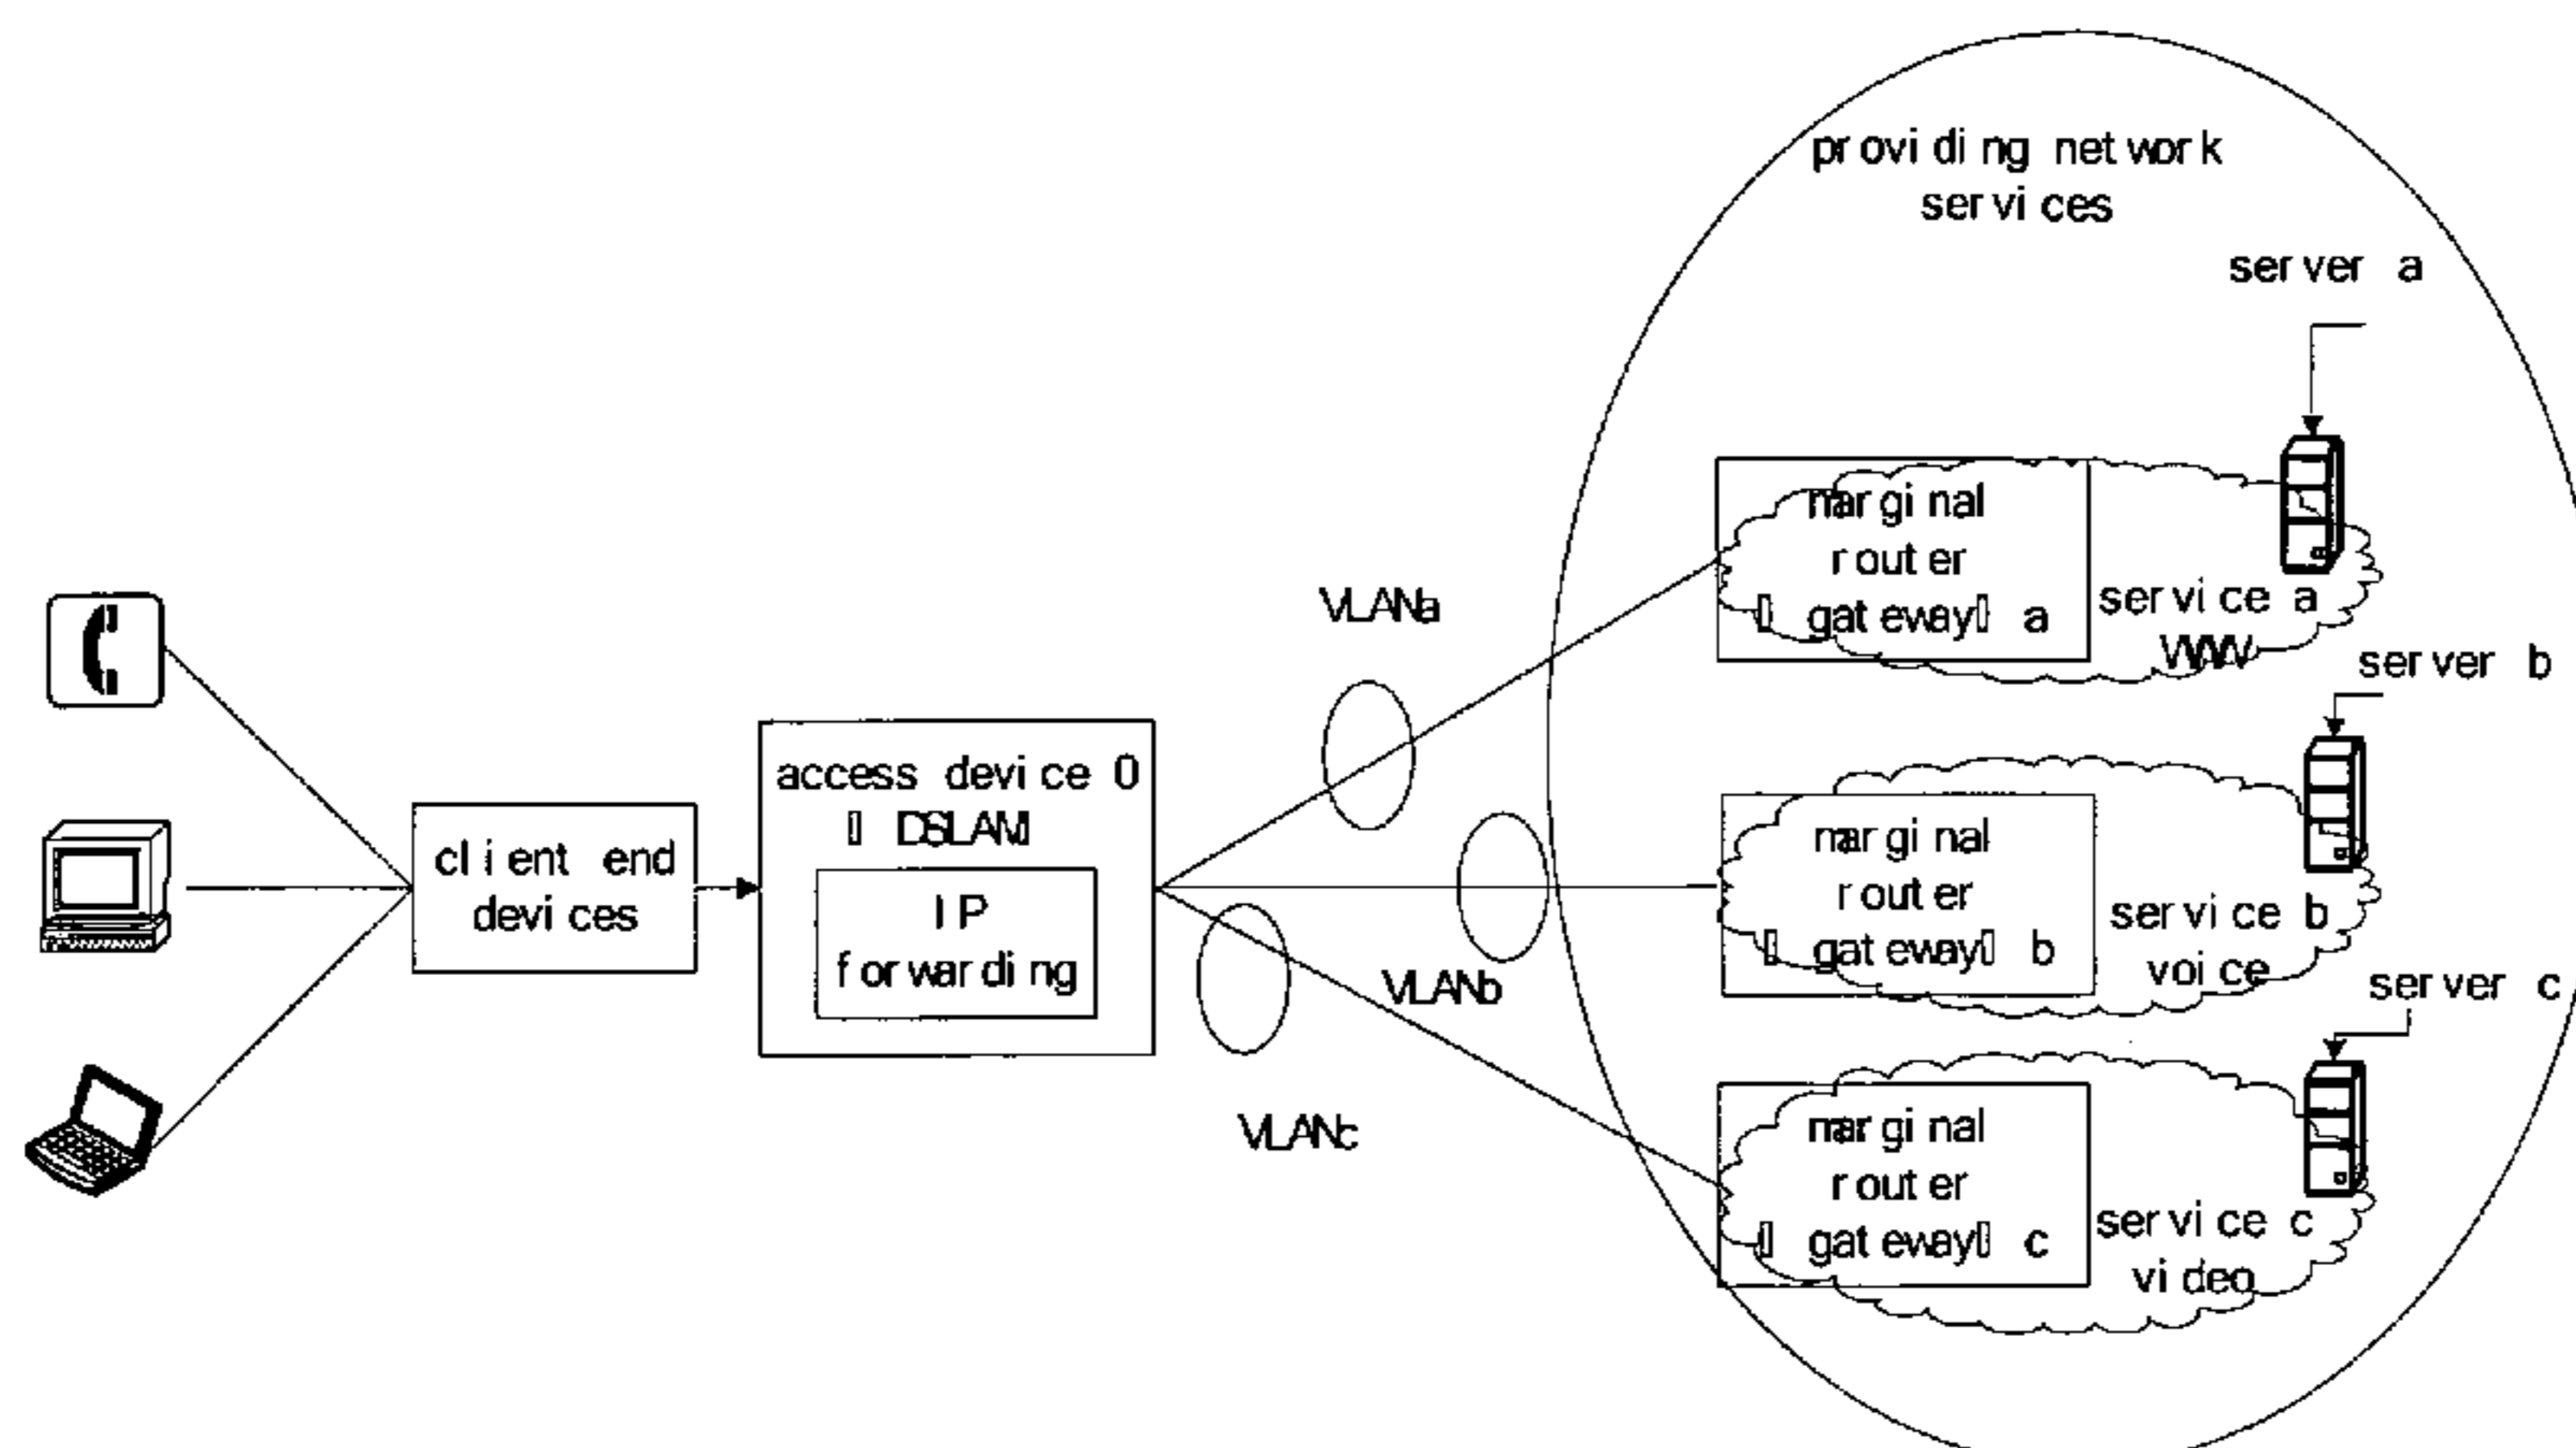 providing network
services
server a
marginal
router
gateway a
service a
WWW
server b
VLANa
access device 0
DSLAM
IP
forwarding
client end
devices
marginal
router
gateway b
service b
voice
VLANb
server c
VLANc
marginal
router
gateway c
service c
video